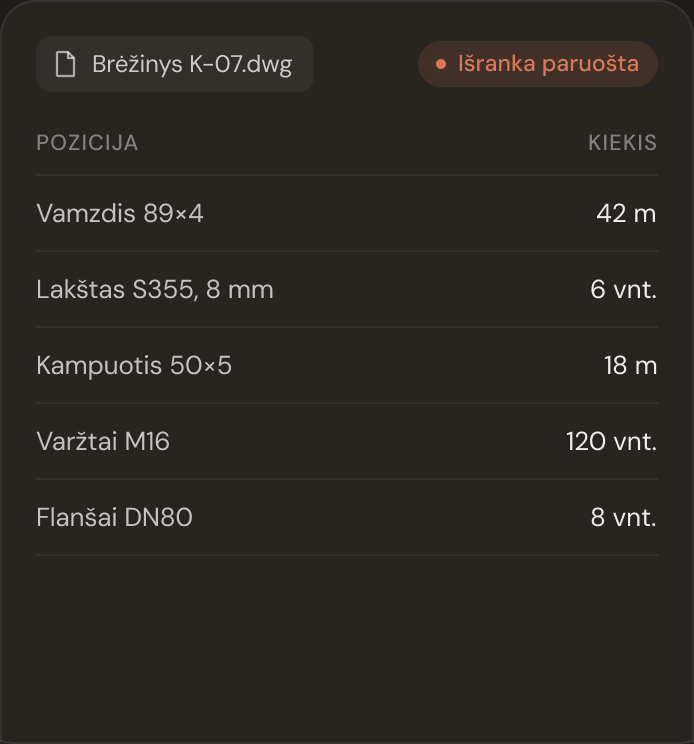 Brėžinys K-07.dwg
Išranka paruošta
POZICIJA KIEKIS
Vamzdis 89×4 42 m
Lakštas S355, 8 mm 6 vnt.
Kampuotis 50×5 18 m
Varžtai M16 120 vnt.
Flanšai DN80 8 vnt.